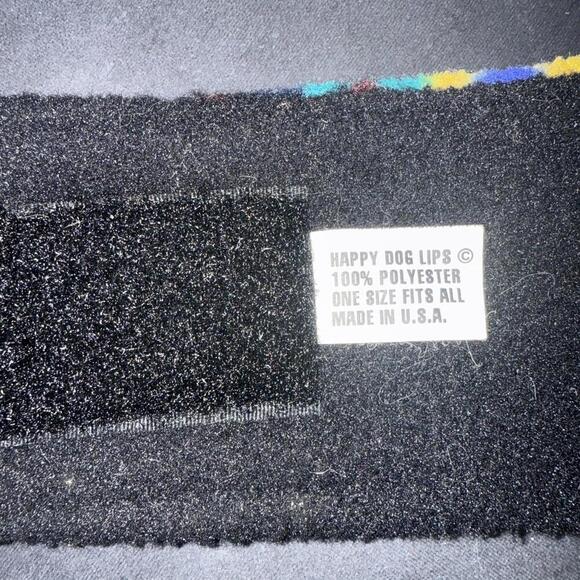 HAPPY DOG LIPS ©
100% POLYESTER
ONE SIZE FITS ALL
MADE IN U.S.A.